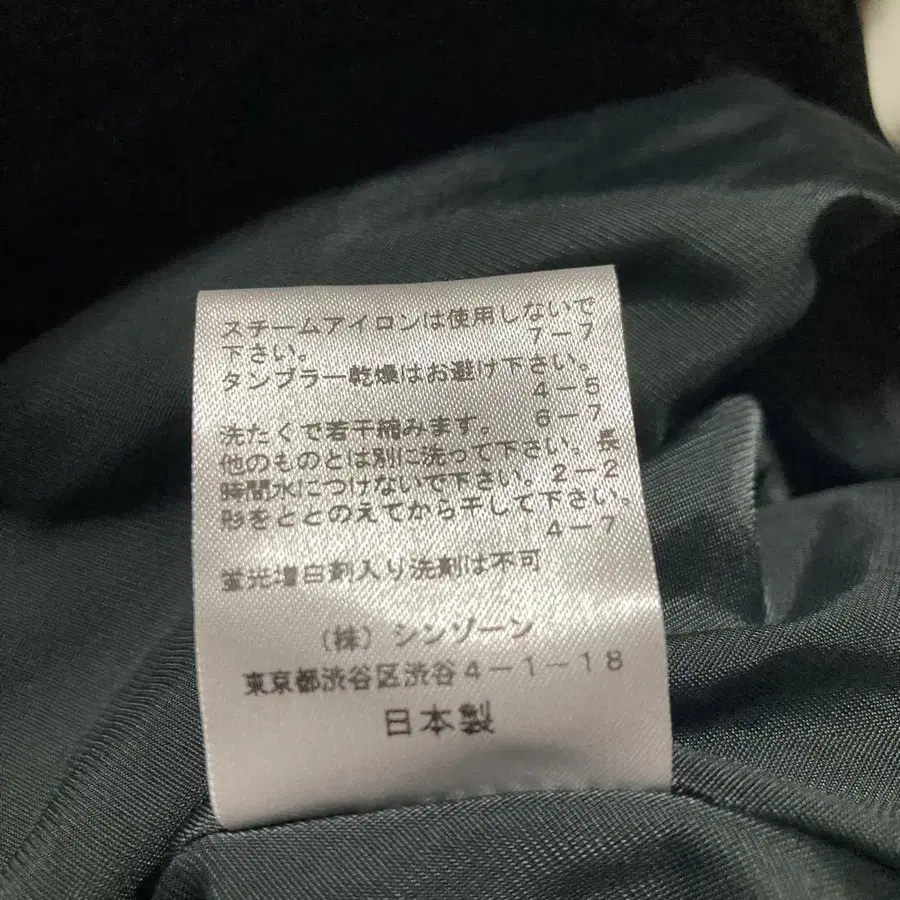 スチームアイロンは使用しないで
下さい。 7-7
タンブラー乾燥はお避け下さい。
4-5
洗たくで若干縮みます。 6-7
他のものとは別に洗って下さい。長
時間水につけないで下さい。2-2
形をととのえてから干して下さい。
4-7
蛍光増白剤入り洗剤は不可
(株) シンゾーン
東京都渋谷区渋谷4-1-18
日本製